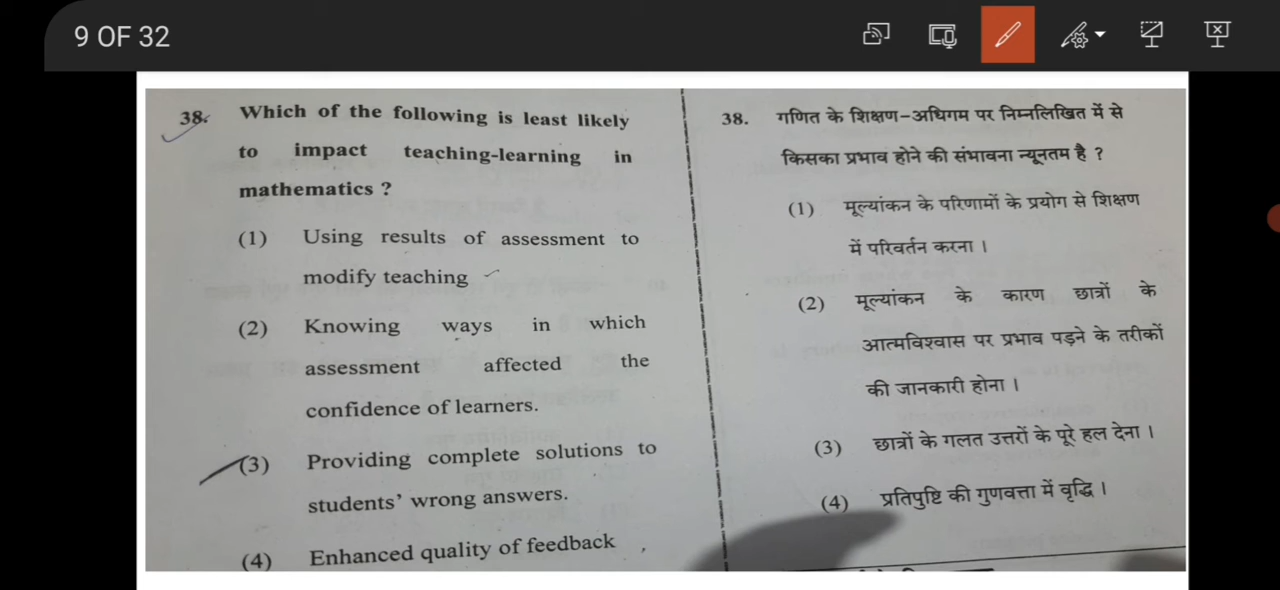 9 OF 32
38. Which of the following is least likely
to impact teaching-learning in
mathematics ?
(1) Using results of assessment to
modify teaching
(2) Knowing ways in which
assessment affected the
confidence of learners.
(3) Providing complete solutions to
students' wrong answers.
(4) Enhanced quality of feedback
38. गणित के शिक्षण-अधिगम पर निम्नलिखित में से
किसका प्रभाव होने की संभावना न्यूनतम है ?
(1) मूल्यांकन के परिणामों के प्रयोग से शिक्षण
में परिवर्तन करना ।
(2) मूल्यांकन के कारण छात्रों के
आत्मविश्वास पर प्रभाव पड़ने के तरीकों
की जानकारी होना ।
(3) छात्रों के गलत उत्तरों के पूरे हल देना ।
(4) प्रतिपुष्टि की गुणवत्ता में वृद्धि ।